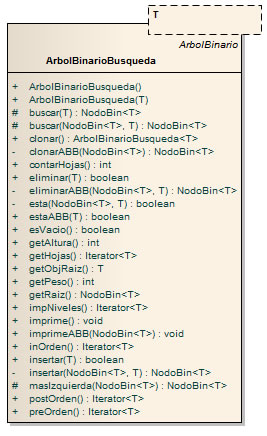 T
ArbolBinario
ArbolBinarioBusqueda
+ ArbolBinarioBusqueda()
+ ArbolBinarioBusqueda(T)
# buscar(T) : NodoBin<T>
# buscar(NodoBin<T>, T) : NodoBin<T>
+ clonar() : ArbolBinarioBusqueda<T>
- clonarABB(NodoBin<T>) : NodoBin<T>
+ contarHojas() : int
+ eliminar(T) : boolean
- eliminarABB(NodoBin<T>, T) : NodoBin<T>
- esta(NodoBin<T>, T) : boolean
+ estaABB(T) : boolean
+ esVacio() : boolean
+ getAltura() : int
+ getHojas() : Iterator<T>
+ getObjRaiz() : T
+ getPeso() : int
+ getRaiz() : NodoBin<T>
+ impNiveles() : Iterator<T>
+ imprime() : void
+ imprimeABB(NodoBin<T>) : void
+ inOrden() : Iterator<T>
+ insertar(T) : boolean
- insertar(NodoBin<T>, T) : NodoBin<T>
# masIzquierda(NodoBin<T>) : NodoBin<T>
+ postOrden() : Iterator<T>
+ preOrden() : Iterator<T>